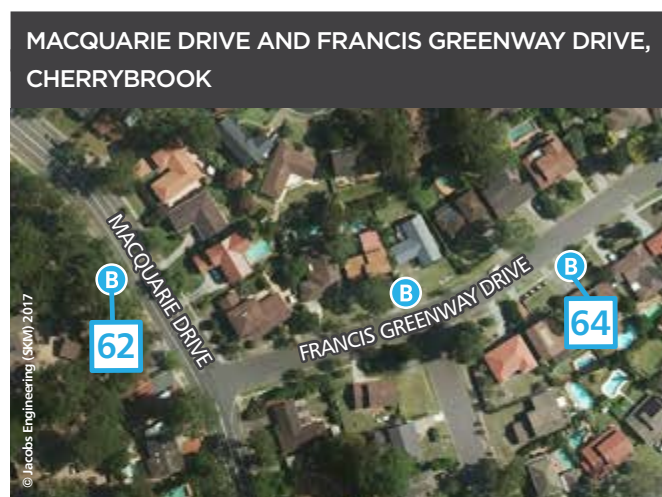 MACQUARIE DRIVE AND FRANCIS GREENWAY DRIVE,
CHERRYBROOK
MACQUARIE DRIVE
B
62
B
FRANCIS GREENWAY DRIVE
B
64
© Jacobs Engineering (SKM) 2017